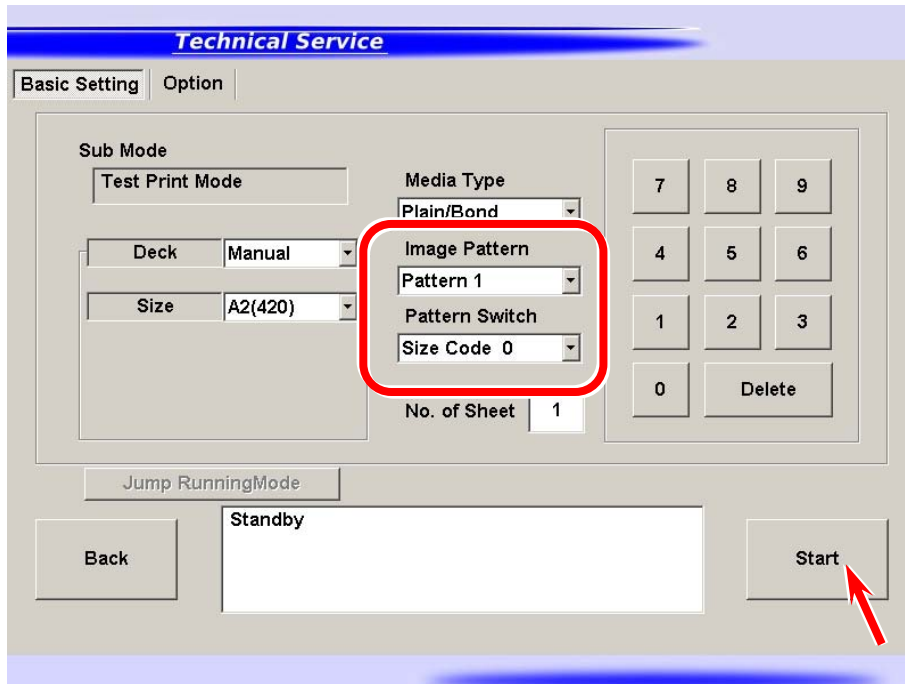 Technical Service
Basic Setting Option
Sub Mode
Test Print Mode
Media Type
Plain/Bond
Deck Manual
Image Pattern
Pattern 1
Size A2(420)
Pattern Switch
Size Code 0
No. of Sheet 1
7 8 9
4 5 6
1 2 3
0 Delete
Jump RunningMode
Standby
Back
Start